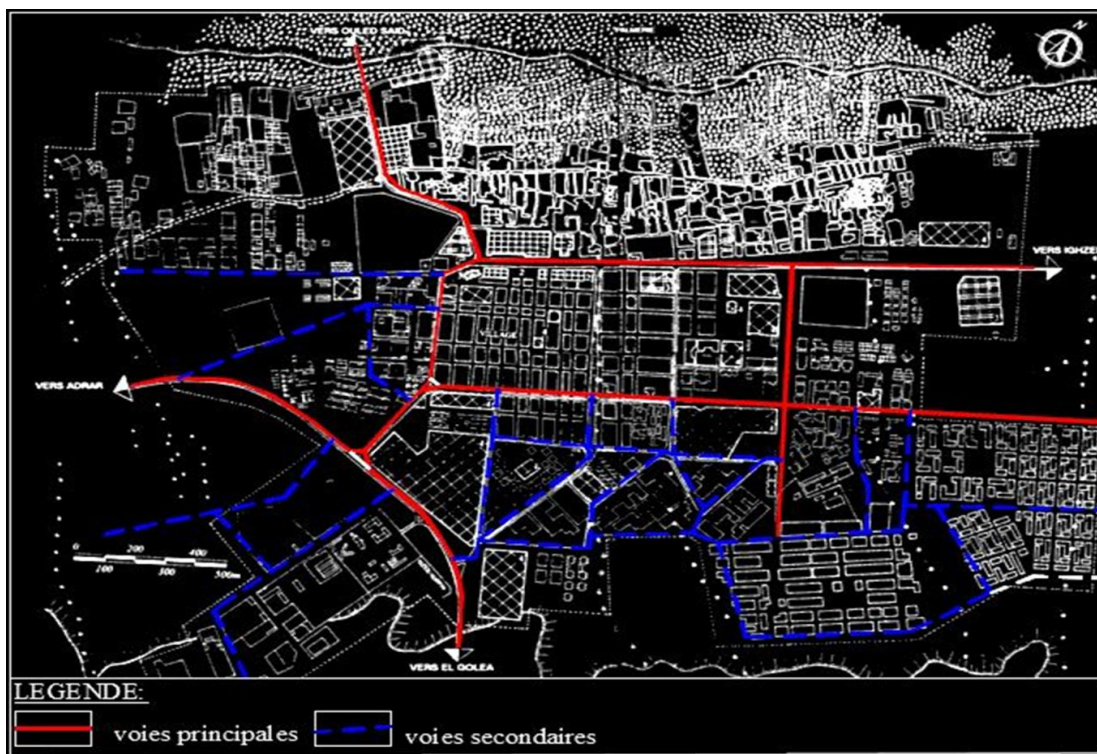 N
VERS OULED SAID
PALMERIE
VERS IGHZER
VERS ADRAR
0 200 400
100 300 500m
VERS EL GOLEA
LEGENDE:
voies principales
voies secondaires